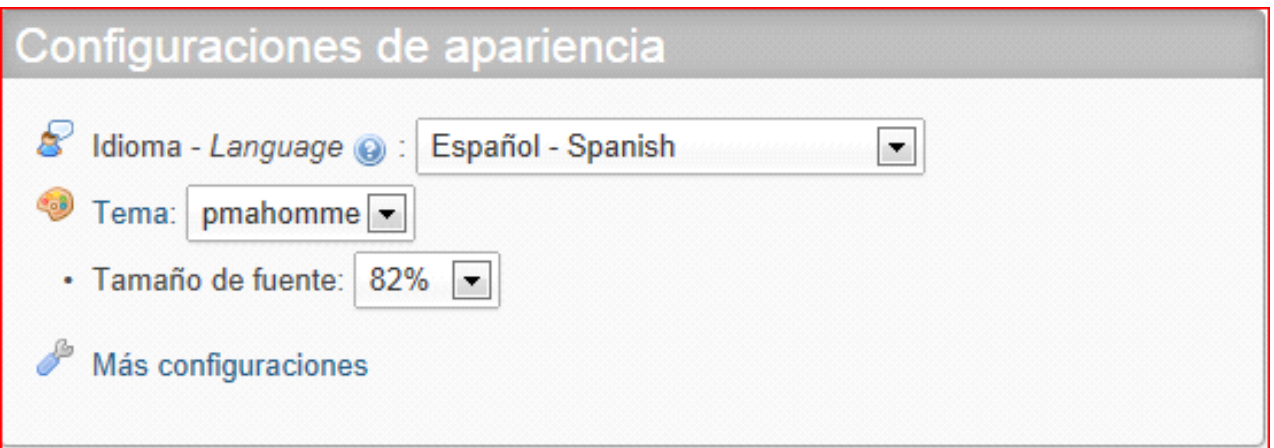 Configuraciones de apariencia
Idioma - Language ? : Español - Spanish
Tema: pmahomme
• Tamaño de fuente: 82%
Más configuraciones